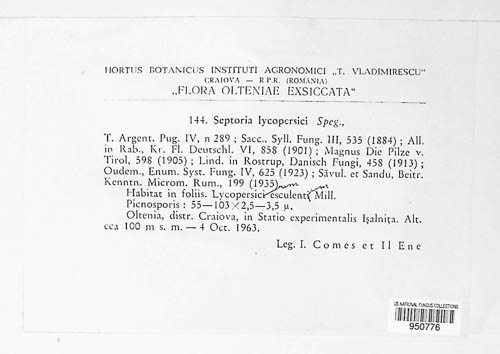 HORTUS BOTANICUS INSTITUTI AGRONOMICI „T. VLADIMIRESCU"
CRAIOVA — R.P.R. (ROMÂNIA)
„FLORA OLTENIAE EXSICCATA"
144. Septoria lycopersici Speg.,
T. Argent. Pug. IV, n 289 ; Sacc., Syll. Fung. III, 535 (1884) ; All.
in Rab., Kr. Fl. Deutschl. VI, 858 (1901) ; Magnus Die Pilze v.
Tirol, 598 (1905) ; Lind. in Rostrup, Danisch Fungi, 458 (1913) ;
Oudem., Enum. Syst. Fung. IV, 625 (1923) ; Săvul. et Sandu, Beitr.
Kenntn. Microm. Rum., 199 (1935).
Habitat in foliis. Lycopersici esculenti Mill.
Picnosporis : 55—103×2,5—3,5 μ.
Oltenia, distr. Craiova, in Statio experimentalis Ișalnița. Alt.
cca 100 m s. m. — 4 Oct. 1963.
Leg. I. Comes et Il Ene
US NATIONAL FUNGUS COLLECTIONS
950776